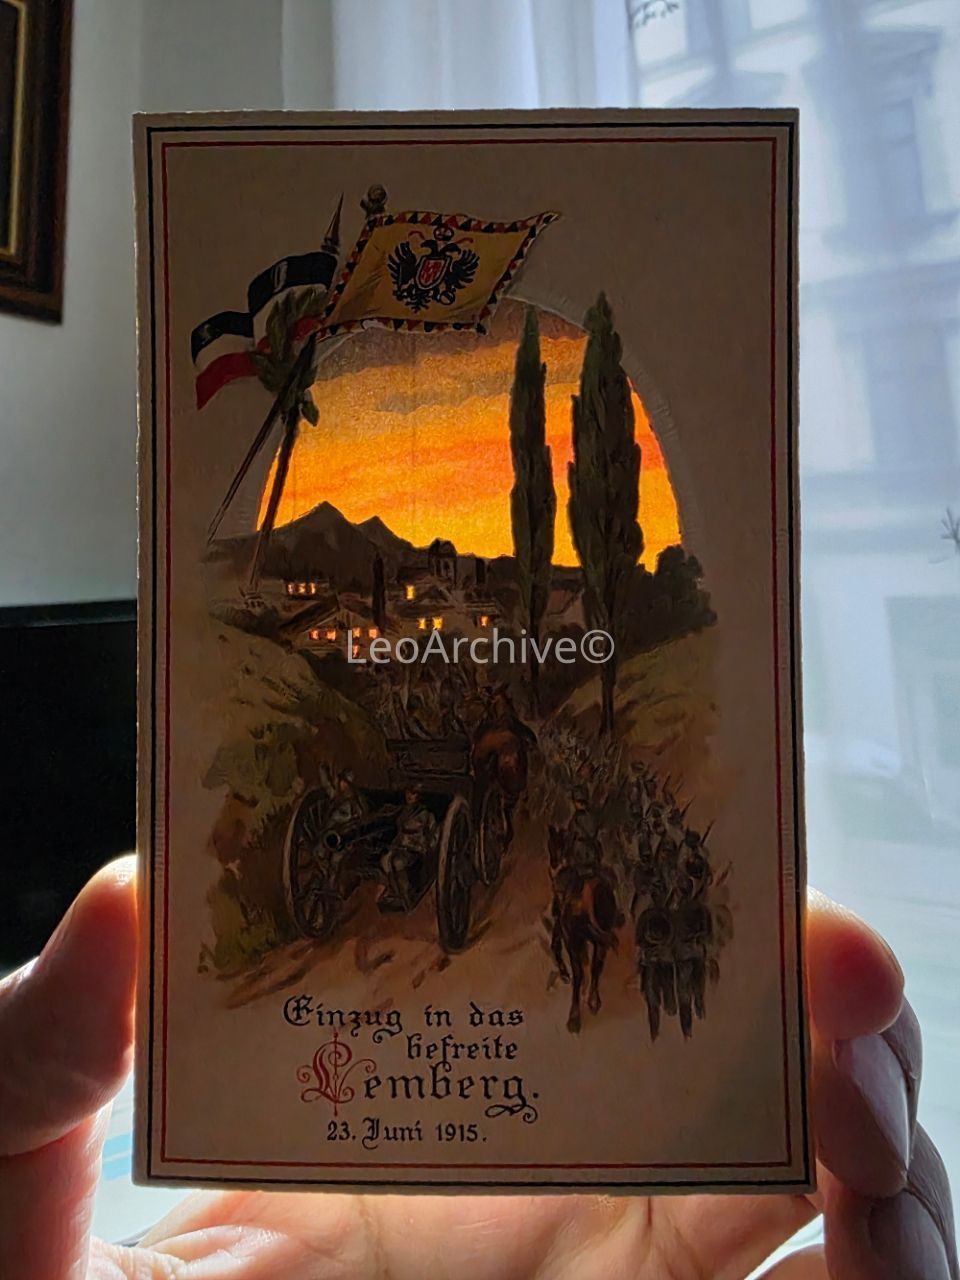 LeoArchive©
Einzug in das
befreite
Lemberg.
23. Juni 1915.